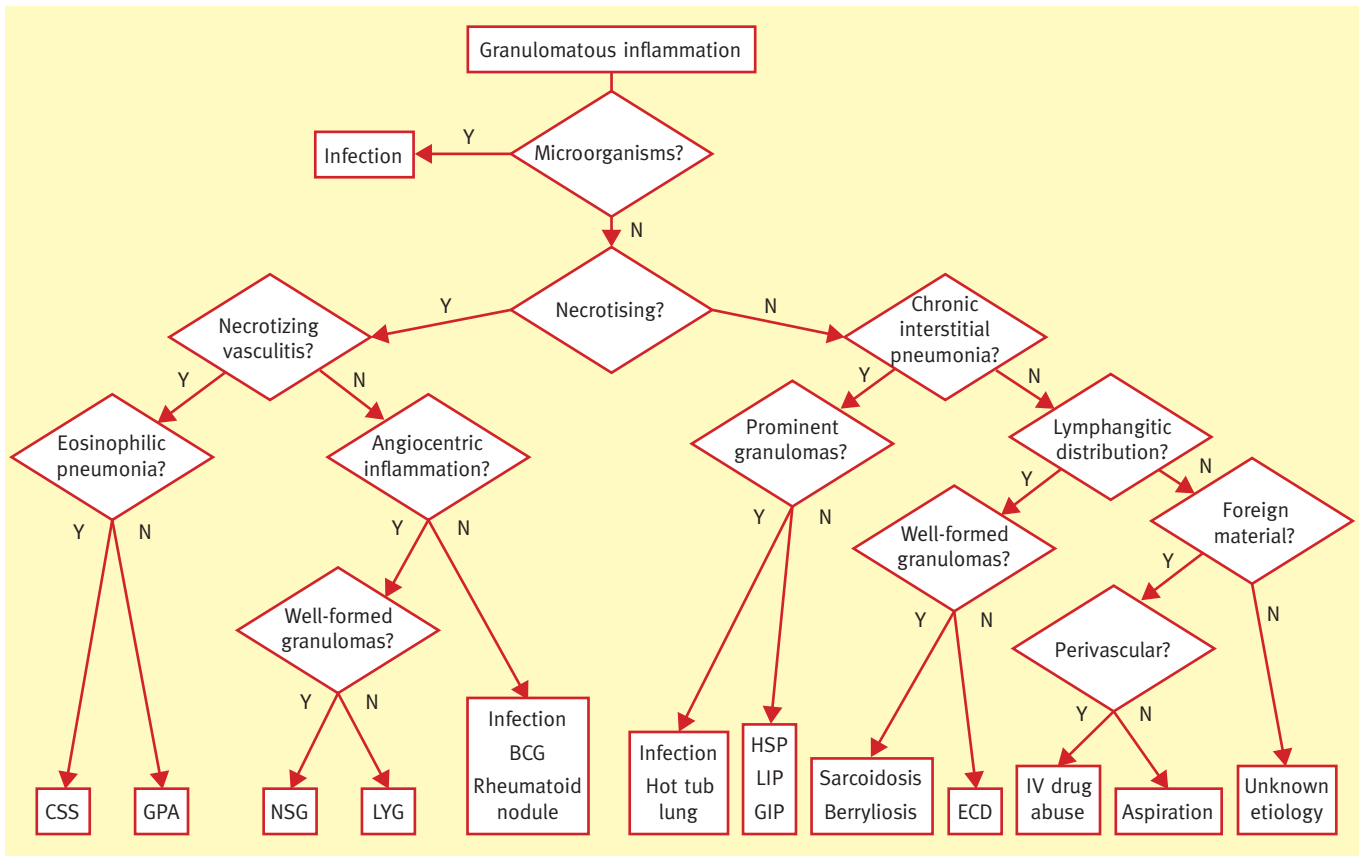 Granulomatous inflammation
Y
Infection
Microorganisms?
N
Y
Necrotising?
N
Necrotizing
vasculitis?
Chronic
interstitial
pneumonia?
Y
N
Y
N
Eosinophilic
pneumonia?
Angiocentric
inflammation?
Prominent
granulomas?
Lymphangitic
distribution?
Y
N
Y
N
Y
N
Y
N
Well-formed
granulomas?
Foreign
material?
Well-formed
granulomas?
Y
N
Y
N
Perivascular?
Y
N
Y
N
CSS
GPA
NSG
LYG
Infection
BCG
Rheumatoid
nodule
Infection
Hot tub
lung
HSP
LIP
GIP
Sarcoidosis
Berryliosis
ECD
IV drug
abuse
Aspiration
Unknown
etiology